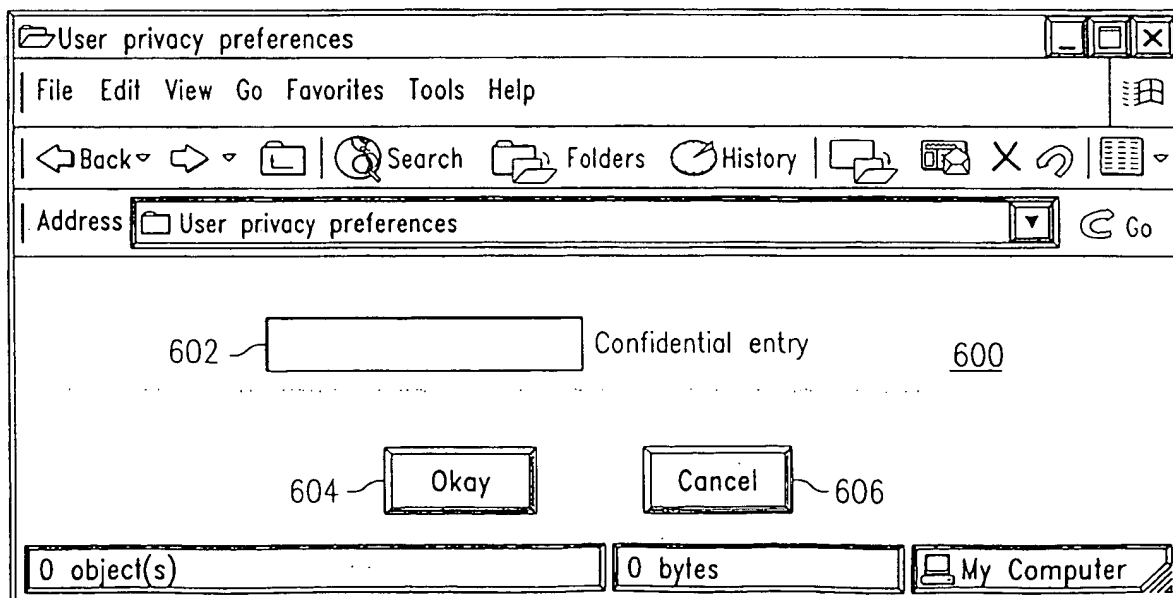 User privacy preferences
File Edit View Go Favorites Tools Help
Back Search Folders History
Address User privacy preferences Go
602 Confidential entry 600
604 Okay Cancel 606
0 object(s) 0 bytes My Computer